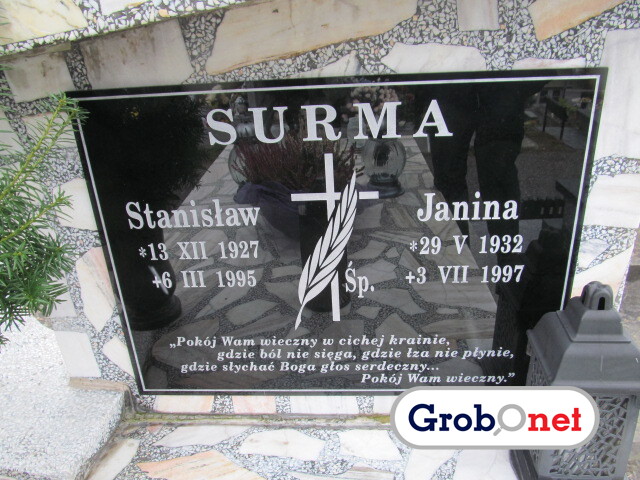 SURMA
Stanisław
*13 XII 1927
+6 III 1995
Janina
*29 V 1932
+3 VII 1997
Śp.
„Pokój Wam wieczny w cichej krainie,
gdzie ból nie sięga, gdzie łza nie płynie,
gdzie słychać Boga głos serdeczny...
Pokój Wam wieczny.”
Grobonet